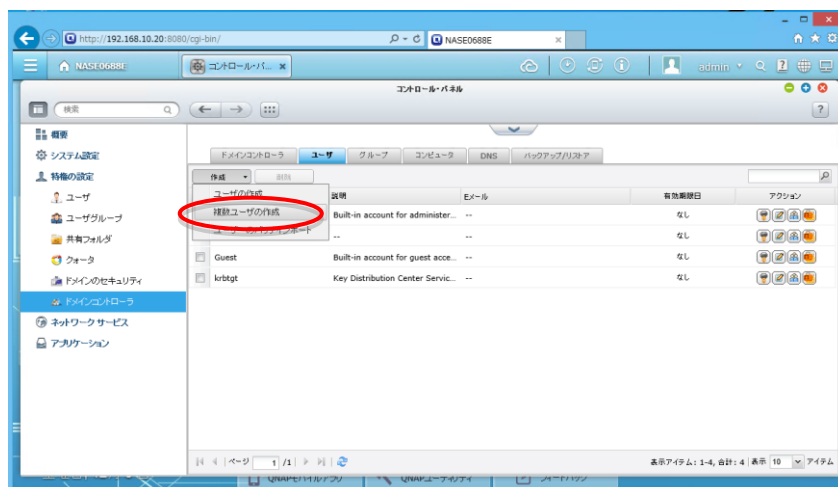 http://192.168.10.20:8080/cgi-bin/
NASE0688E
NASE0688E
コントロール・パ...
admin
コントロール・パネル
検索
概要
システム設定
特権の設定
ユーザ
ユーザグループ
共有フォルダ
クォータ
ドメインのセキュリティ
ドメインコントローラ
ネットワーク サービス
アプリケーション
ドメインコントローラ
ユーザ
グループ
コンピュータ
DNS
バックアップ/リストア
作成
削除
ユーザの作成
複数ユーザの作成
説明
Eメール
有効期限日
アクション
Built-in account for administer... -- なし
-- -- なし
Guest Built-in account for guest acce... -- なし
krbtgt Key Distribution Center Servic... -- なし
ページ 1 /1
表示アイテム: 1-4, 合計: 4 表示 10 アイテム